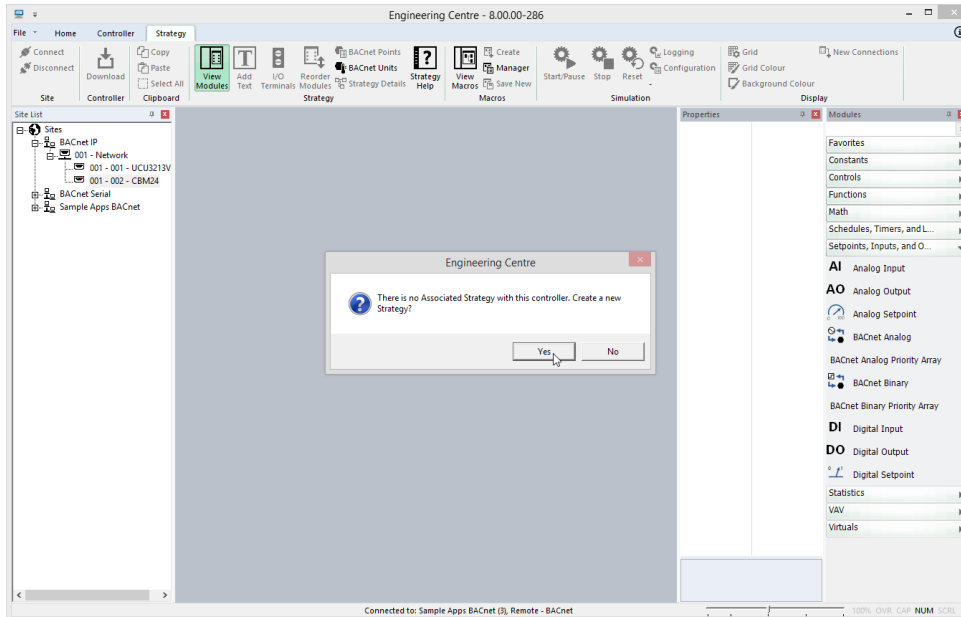 Engineering Centre - 8.00.00-286
File Home Controller Strategy
Connect
Disconnect
Site
Download
Controller
Copy
Paste
Select All
Clipboard
View Modules
Add Text
I/O Terminals
Reorder Modules
BACnet Points
BACnet Units
Strategy Details
Strategy Help
Strategy
View Macros
Create
Manager
Save New
Macros
Start/Pause
Stop
Reset
Logging
Configuration
-
Simulation
Grid
Grid Colour
Background Colour
New Connections
Display
Site List
Sites
BACnet IP
001 - Network
001 - 001 - UCU3213V
001 - 002 - CBM24
BACnet Serial
Sample Apps BACnet
Engineering Centre
There is no Associated Strategy with this controller. Create a new
Strategy?
Yes No
Properties
Modules
Favorites
Constants
Controls
Functions
Math
Schedules, Timers, and L...
Setpoints, Inputs, and O...
AI Analog Input
AO Analog Output
Analog Setpoint
BACnet Analog
BACnet Analog Priority Array
BACnet Binary
BACnet Binary Priority Array
DI Digital Input
DO Digital Output
Digital Setpoint
Statistics
VAV
Virtuals
Connected to: Sample Apps BACnet (3), Remote - BACnet
100% OVR CAP NUM SCRL